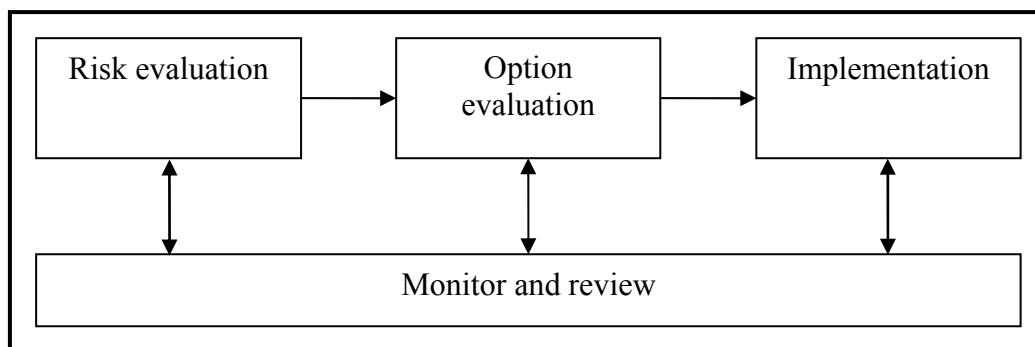 Risk evaluation
Option
evaluation
Implementation
Monitor and review